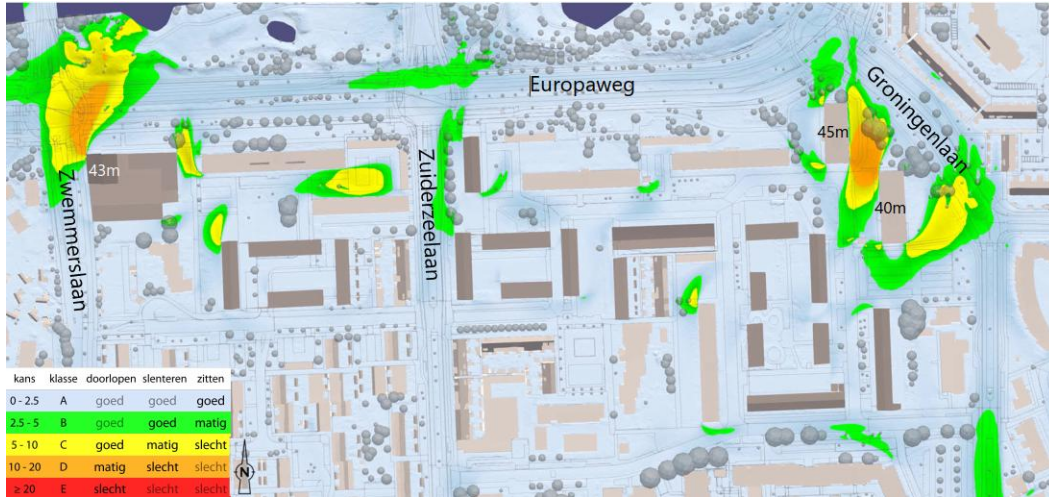 Europaweg
Groningenlaan
45m
43m
Zwemmerslaan
Zuiderzeelaan
40m
kans klasse doorlopen slenteren zitten
0 - 2.5 A goed goed goed
2.5 - 5 B goed goed matig
5 - 10 C goed matig slecht
10 - 20 D matig slecht slecht
≥ 20 E slecht slecht slecht
N